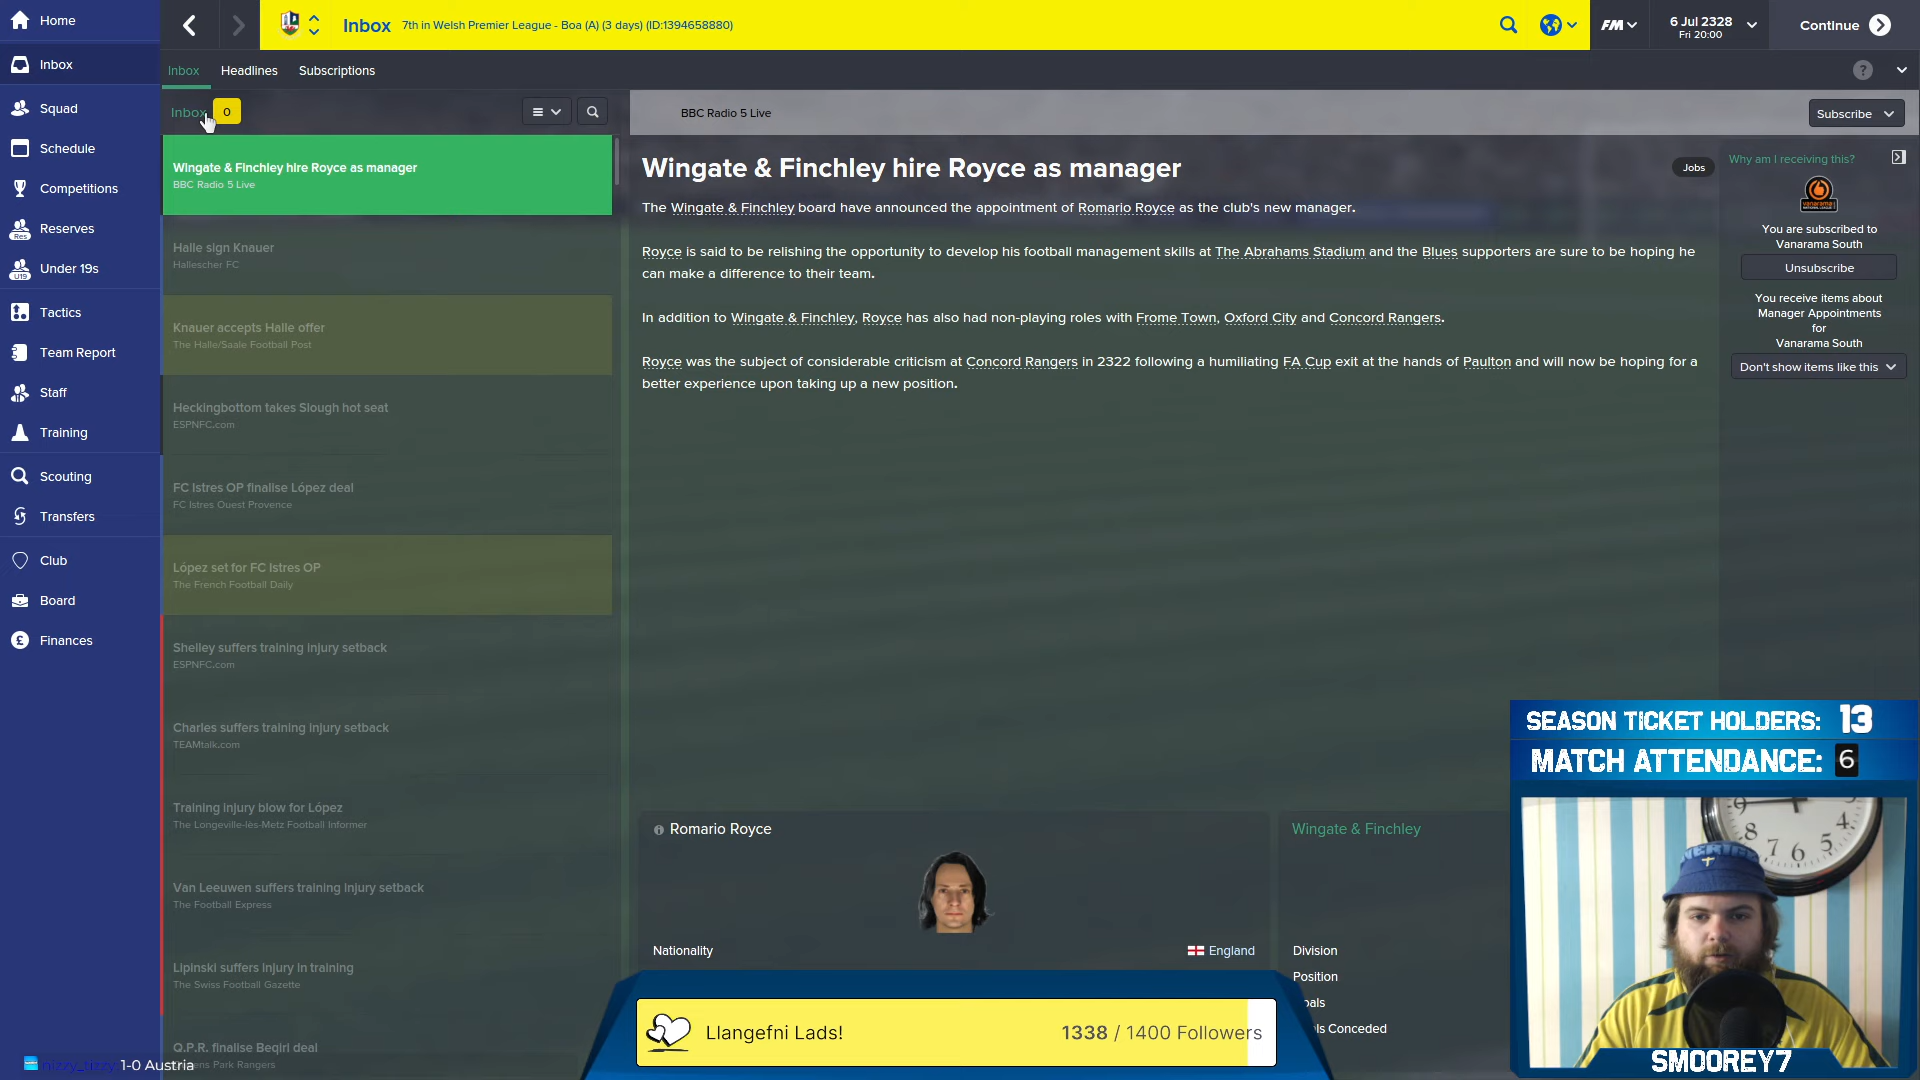 Home
Inbox
Squad
Schedule
Competitions
Reserves
Under 19s
Tactics
Team Report
Staff
Training
Scouting
Transfers
Club
Board
Finances
Inbox 7th in Welsh Premier League - Boa (A) (3 days) (ID:1394658880)
FM
6 Jul 2328
Fri 20:00
Continue
Inbox Headlines Subscriptions
?
Inbox 0
Wingate & Finchley hire Royce as manager
BBC Radio 5 Live
Halle sign Knauer
Hallescher FC
Knauer accepts Halle offer
The Halle/Saale Football Post
Heckingbottom takes Slough hot seat
ESPNFC.com
FC Istres OP finalise López deal
FC Istres Ouest Provence
López set for FC Istres OP
The French Football Daily
Shelley suffers training injury setback
ESPNFC.com
Charles suffers training injury setback
TEAMtalk.com
Training injury blow for López
The Longeville-lès-Metz Football Informer
Van Leeuwen suffers training injury setback
The Football Express
Lipinski suffers injury in training
The Swiss Football Gazette
Q.P.R. finalise Beqiri deal
Park Rangers
nizzy_tizzy 1-0 Austria
BBC Radio 5 Live
Subscribe
Wingate & Finchley hire Royce as manager
Jobs
The Wingate & Finchley board have announced the appointment of Romario Royce as the club's new manager.
Royce is said to be relishing the opportunity to develop his football management skills at The Abrahams Stadium and the Blues supporters are sure to be hoping he
can make a difference to their team.
In addition to Wingate & Finchley, Royce has also had non-playing roles with Frome Town, Oxford City and Concord Rangers.
Royce was the subject of considerable criticism at Concord Rangers in 2322 following a humiliating FA Cup exit at the hands of Paulton and will now be hoping for a
better experience upon taking up a new position.
Why am I receiving this?
You are subscribed to
Vanarama South
Unsubscribe
You receive items about
Manager Appointments
for
Vanarama South
Don't show items like this
Romario Royce
Nationality England
Wingate & Finchley
Division
Position
Conceded
Llangefni Lads! 1338 / 1400 Followers
SEASON TICKET HOLDERS: 13
MATCH ATTENDANCE: 6
3
4
5
6
7
8
SMOOREY7